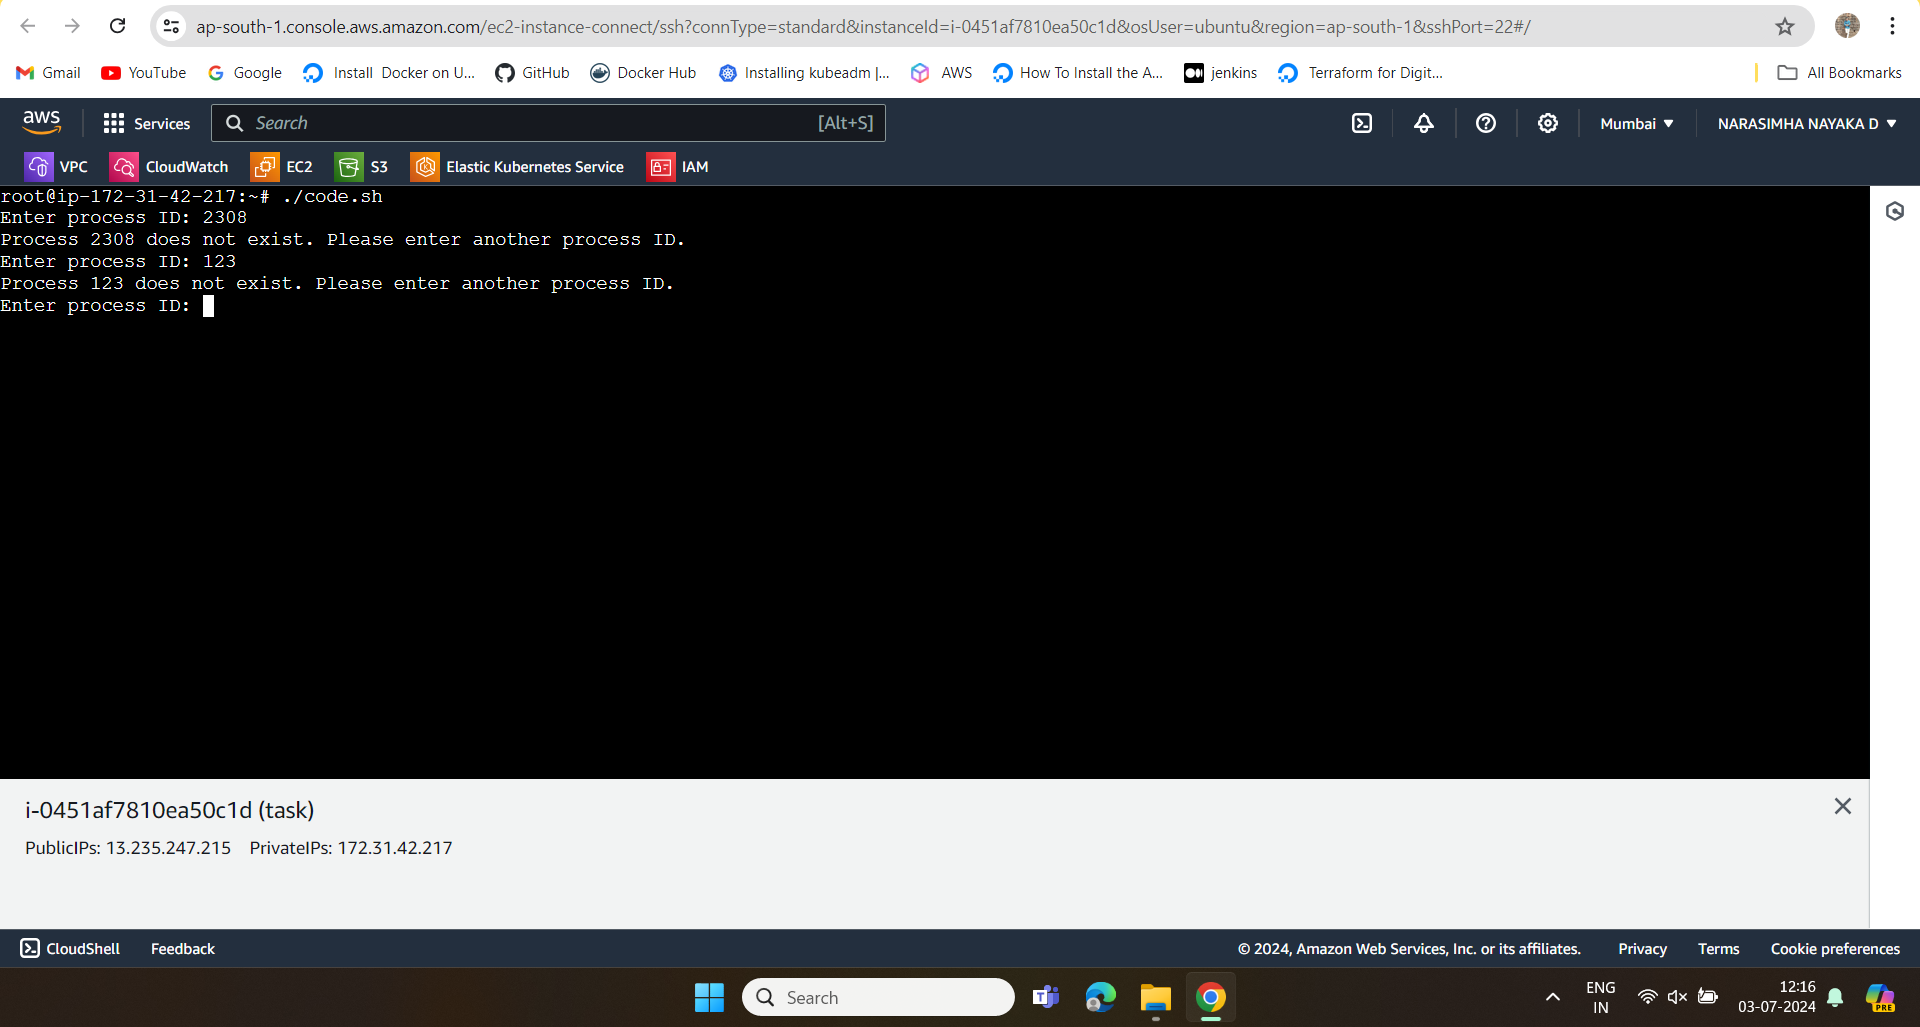 ap-south-1.console.aws.amazon.com/ec2-instance-connect/ssh?connType=standard&instanceId=i-0451af7810ea50c1d&osUser=ubuntu&region=ap-south-1&sshPort=22#/
Gmail YouTube Google Install Docker on U... GitHub Docker Hub Installing kubeadm |... AWS How To Install the A... jenkins Terraform for Digit... All Bookmarks
aws Services Search [Alt+S] Mumbai NARASIMHA NAYAKA D
VPC CloudWatch EC2 S3 Elastic Kubernetes Service IAM
root@ip-172-31-42-217:~# ./code.sh
Enter process ID: 2308
Process 2308 does not exist. Please enter another process ID.
Enter process ID: 123
Process 123 does not exist. Please enter another process ID.
Enter process ID:
i-0451af7810ea50c1d (task)
PublicIPs: 13.235.247.215 PrivateIPs: 172.31.42.217
CloudShell Feedback © 2024, Amazon Web Services, Inc. or its affiliates. Privacy Terms Cookie preferences
Search ENG 12:16
IN 03-07-2024 PRE